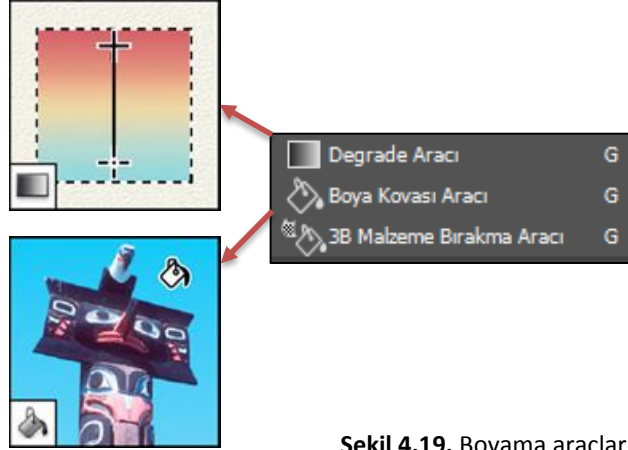 Degrade Aracı G
Boya Kovası Aracı G
3B Malzeme Bırakma Aracı G
Şekil 4.19. Boyama araçlar